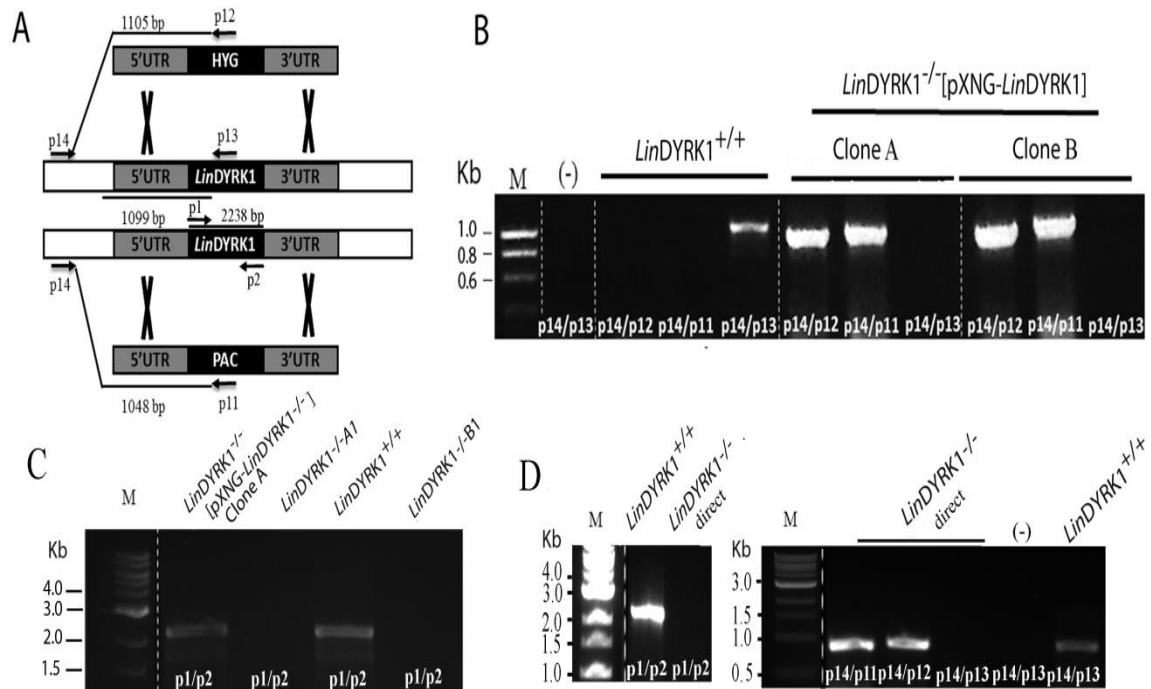 A
1105 bp
p12
5'UTR HYG 3'UTR
p14
p13
5'UTR LinDYRK1 3'UTR
p1
1099 bp
2238 bp
5'UTR LinDYRK1 3'UTR
p14
p2
5'UTR PAC 3'UTR
1048 bp
p11
B
LinDYRK1-/-[pXNG-LinDYRK1]
LinDYRK1+/+
Clone A
Clone B
Kb M (-)
1.0
0.8
0.6
p14/p13 p14/p12 p14/p11 p14/p13 p14/p12 p14/p11 p14/p13 p14/p12 p14/p11 p14/p13
C
M
LinDYRK1-/-
[pXNG-LinDYRK1-/-]
Clone A
LinDYRK1-/-A1
LinDYRK1+/+
LinDYRK1-/-B1
Kb
4.0
3.0
2.0
1.5
p1/p2 p1/p2 p1/p2 p1/p2
D
M
LinDYRK1+/+
LinDYRK1-/-
direct
Kb
4.0
3.0
2.0
1.5
1.0
p1/p2 p1/p2
M
LinDYRK1-/-
direct
(-)
LinDYRK1+/+
Kb
3.0
1.5
1.0
0.5
p14/p11 p14/p12 p14/p13 p14/p13 p14/p13